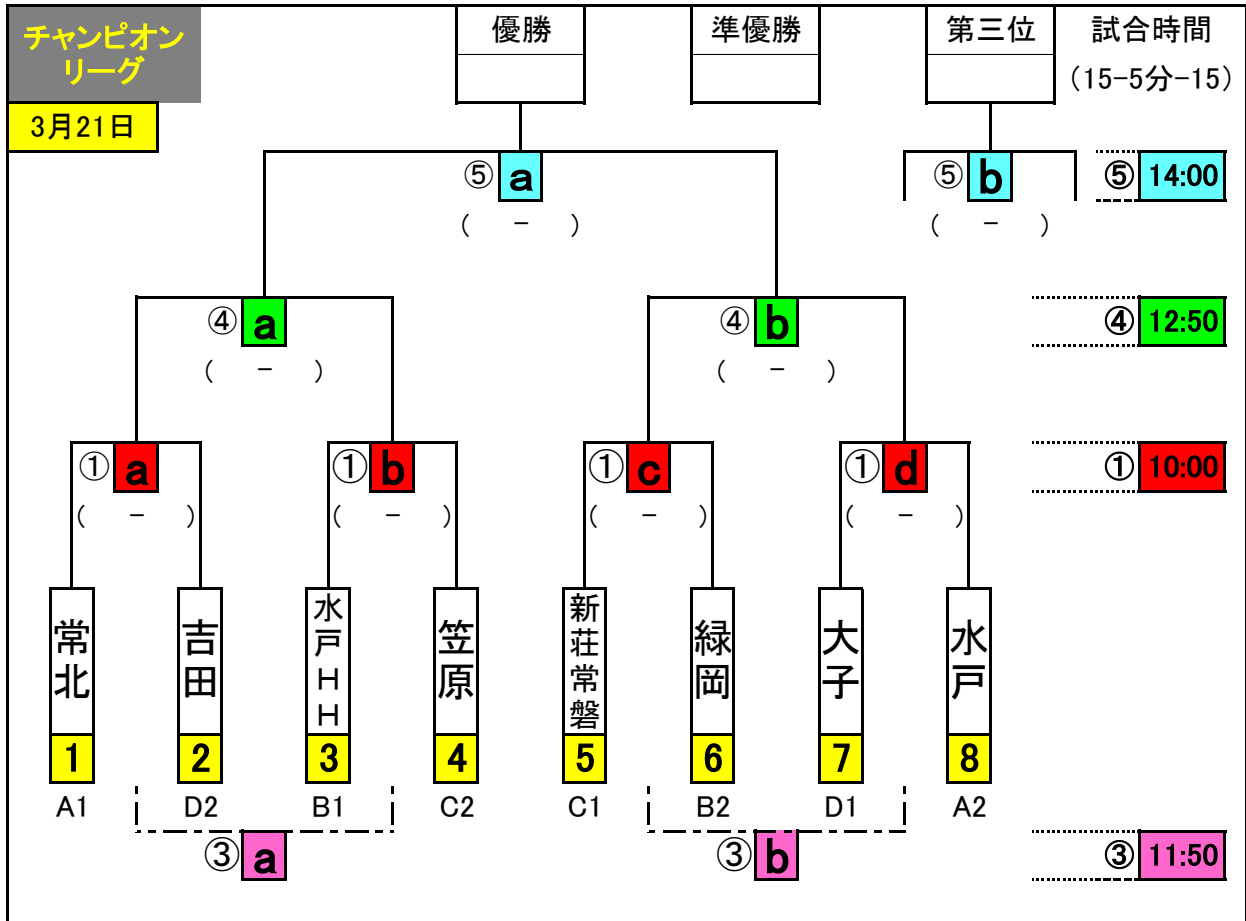 チャンピオン
リーグ
3月21日
優勝
準優勝
第三位
試合時間
(15-5分-15)
⑤ a
( - )
⑤ b
( - )
⑤ 14:00
④ a
( - )
④ b
( - )
④ 12:50
① a
( - )
① b
( - )
① c
( - )
① d
( - )
① 10:00
常北
吉田
水戸HH
笠原
新荘常磐
緑岡
大子
水戸
1
2
3
4
5
6
7
8
A1
D2
B1
C2
C1
B2
D1
A2
③ a
③ b
③ 11:50